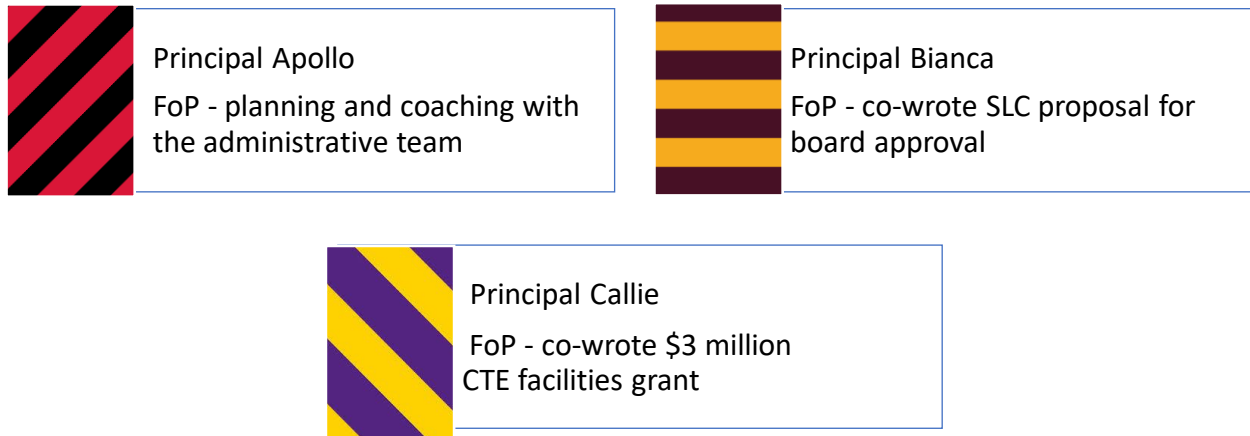 Principal Apollo
FoP - planning and coaching with
the administrative team
Principal Bianca
FoP - co-wrote SLC proposal for
board approval
Principal Callie
FoP - co-wrote $3 million
CTE facilities grant